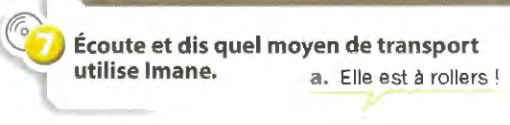 7 Écoute et dis quel moyen de transport
utilise Imane.
a. Elle est à rollers !